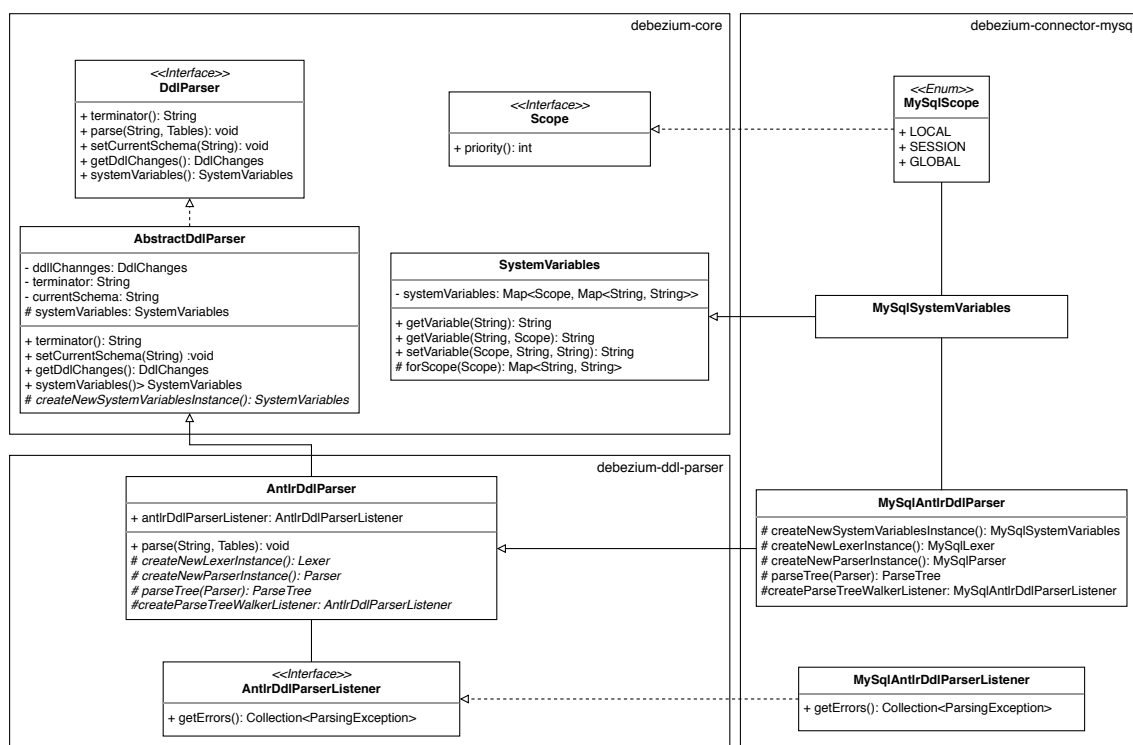 debezium-core
<<Interface>>
DdlParser
+ terminator(): String
+ parse(String, Tables): void
+ setCurrentSchema(String): void
+ getDdlChanges(): DdlChanges
+ systemVariables(): SystemVariables
<<Interface>>
Scope
+ priority(): int
AbstractDdlParser
- ddllChannges: DdlChanges
- terminator: String
- currentSchema: String
# systemVariables: SystemVariables
+ terminator(): String
+ setCurrentSchema(String) :void
+ getDdlChanges(): DdlChanges
+ systemVariables()> SystemVariables
# createNewSystemVariablesInstance(): SystemVariables
SystemVariables
- systemVariables: Map<Scope, Map<String, String>>
+ getVariable(String): String
+ getVariable(String, Scope): String
+ setVariable(Scope, String, String): String
# forScope(Scope): Map<String, String>
debezium-ddl-parser
AntlrDdlParser
+ antlrDdlParserListener: AntlrDdlParserListener
+ parse(String, Tables): void
# createNewLexerInstance(): Lexer
# createNewParserInstance(): Parser
# parseTree(Parser): ParseTree
#createParseTreeWalkerListener: AntlrDdlParserListener
<<Interface>>
AntlrDdlParserListener
+ getErrors(): Collection<ParsingException>
debezium-connector-mysq
<<Enum>>
MySqlScope
+ LOCAL
+ SESSION
+ GLOBAL
MySqlSystemVariables
MySqlAntlrDdlParser
# createNewSystemVariablesInstance(): MySqlSystemVariables
# createNewLexerInstance(): MySqlLexer
# createNewParserInstance(): MySqlParser
# parseTree(Parser): ParseTree
#createParseTreeWalkerListener: MySqlAntlrDdlParserListener
MySqlAntlrDdlParserListener
+ getErrors(): Collection<ParsingException>